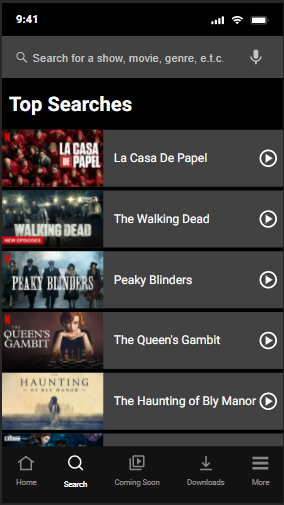 9:41
Search for a show, movie, genre, e.t.c.
Top Searches
N
LA CASA
DE PAPEL
La Casa De Papel
WALKING DEAD
NEW EPISODES
The Walking Dead
N
PEAKY BLINDERS
Peaky Blinders
N
THE
QUEEN'S
GAMBIT
The Queen's Gambit
THE
HAUNTING
OF BLY MANOR
The Haunting of Bly Manor
Home
Search
Coming Soon
Downloads
More